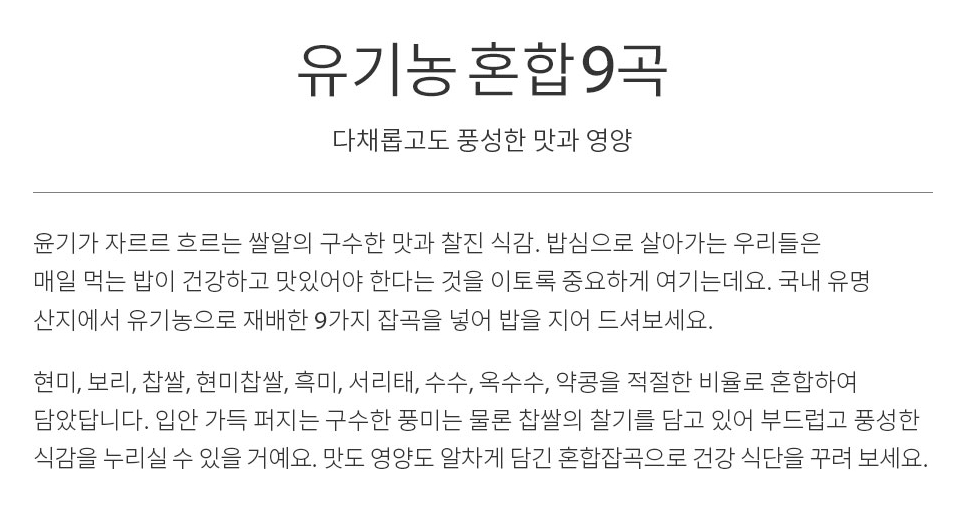 유기농 혼합9곡
다채롭고도 풍성한 맛과 영양
윤기가 자르르 흐르는 쌀알의 구수한 맛과 찰진 식감. 밥심으로 살아가는 우리들은
매일 먹는 밥이 건강하고 맛있어야 한다는 것을 이토록 중요하게 여기는데요. 국내 유명
산지에서 유기농으로 재배한 9가지 잡곡을 넣어 밥을 지어 드셔보세요.
현미, 보리, 찹쌀, 현미찹쌀, 흑미, 서리태, 수수, 옥수수, 약콩을 적절한 비율로 혼합하여
담았답니다. 입안 가득 퍼지는 구수한 풍미는 물론 찹쌀의 찰기를 담고 있어 부드럽고 풍성한
식감을 누리실 수 있을 거예요. 맛도 영양도 알차게 담긴 혼합잡곡으로 건강 식단을 꾸려 보세요.